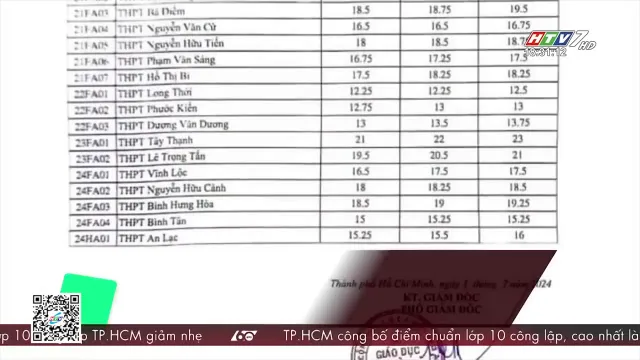 21FA03 THPT Bà Điểm 18.5 18.75 19.5
21FA04 THPT Nguyễn Văn Cừ 16.5 16.5 16.75
21FA05 THPT Nguyễn Hữu Tiến 18 18.5 18.75
21FA06 THPT Phạm Văn Sáng 16.75 17.25 17.5
21FA07 THPT Hồ Thị Bi 17.5 18.25 18.25
22FA01 THPT Long Thới 12.25 12.25 12.5
22FA02 THPT Phước Kiển 12.75 13 13
22FA03 THPT Dương Văn Dương 13 13.5 13.75
23FA01 THPT Tây Thạnh 21 22 23
23FA02 THPT Lê Trọng Tấn 19.5 20.5 21
24FA01 THPT Vĩnh Lộc 16.5 17.5 17.5
24FA02 THPT Nguyễn Hữu Cảnh 18 18.25 18.5
24FA03 THPT Bình Hưng Hòa 18.5 19 19.25
24FA04 THPT Bình Tân 15 15.25 15.25
24HA01 THPT An Lạc 15.25 15.5 16
HTV7 HD
Thành phố Hồ Chí Minh, ngày 1 tháng 7 năm 2024
KT. GIÁM ĐỐC
PHÓ GIÁM ĐỐC
GIÁO DỤC
p 10 TP.HCM giảm nhẹ 60 TP.HCM công bố điểm chuẩn lớp 10 công lập, cao nhất là